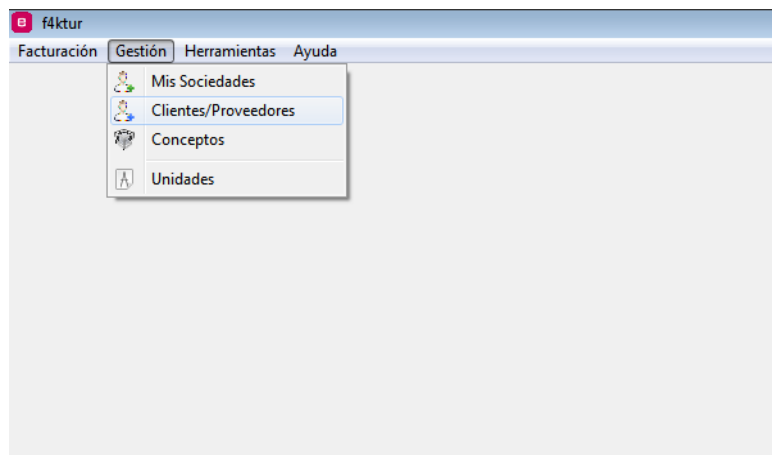 f4ktur
Facturación Gestión Herramientas Ayuda
Mis Sociedades
Clientes/Proveedores
Conceptos
Unidades